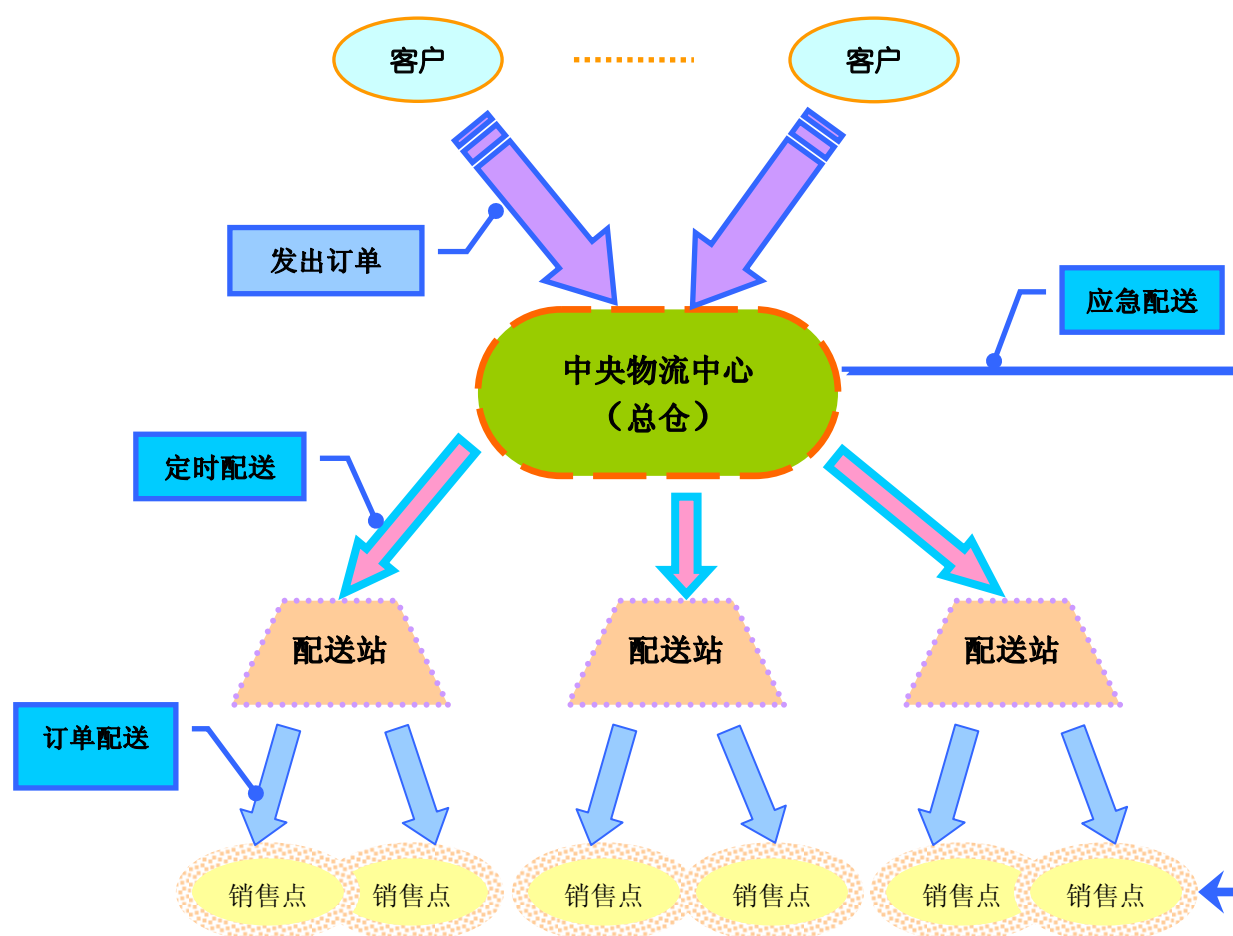 客户
客户
发出订单
应急配送
中央物流中心
（总仓）
定时配送
配送站
配送站
配送站
订单配送
销售点
销售点
销售点
销售点
销售点
销售点